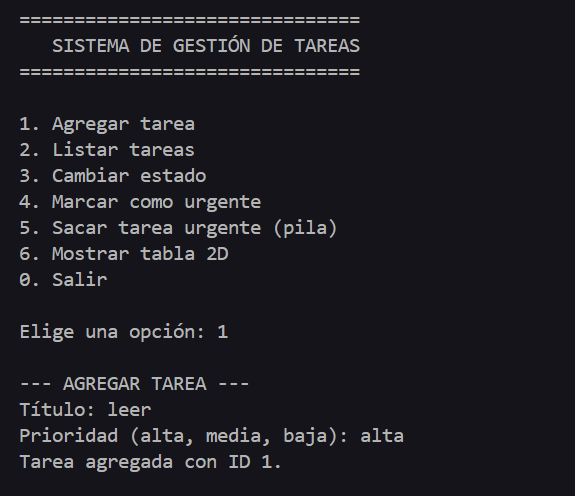 ===============================
SISTEMA DE GESTIÓN DE TAREAS
===============================
1. Agregar tarea
2. Listar tareas
3. Cambiar estado
4. Marcar como urgente
5. Sacar tarea urgente (pila)
6. Mostrar tabla 2D
0. Salir
Elige una opción: 1
--- AGREGAR TAREA ---
Título: leer
Prioridad (alta, media, baja): alta
Tarea agregada con ID 1.